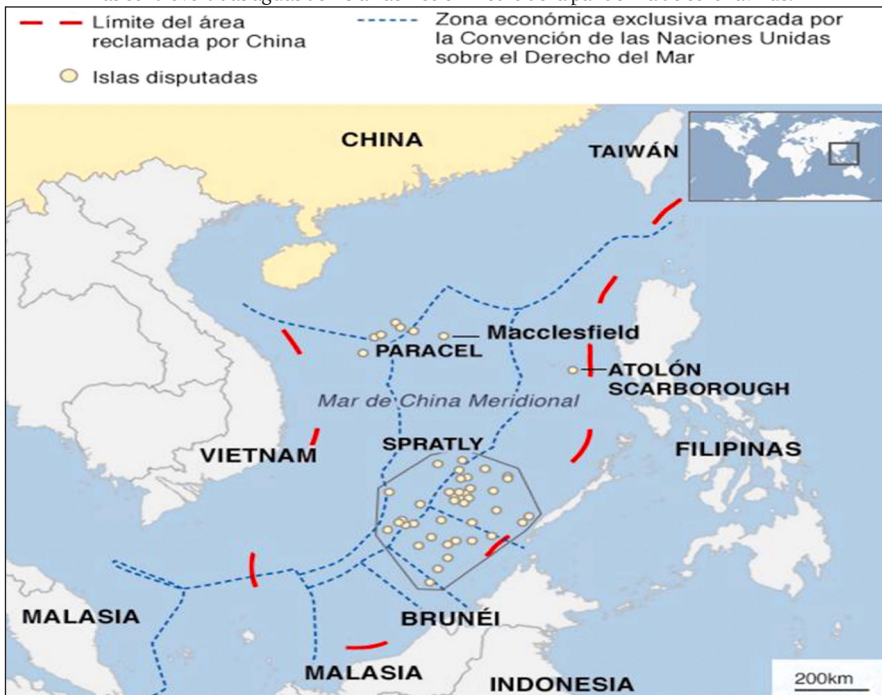 Límite del área
reclamada por China
Islas disputadas
Zona económica exclusiva marcada por
la Convención de las Naciones Unidas
sobre el Derecho del Mar
CHINA
TAIWÁN
Macclesfield
PARACEL
ATOLÓN
SCARBOROUGH
Mar de China Meridional
SPRATLY
VIETNAM
FILIPINAS
MALASIA
BRUNÉI
MALASIA
INDONESIA
200km